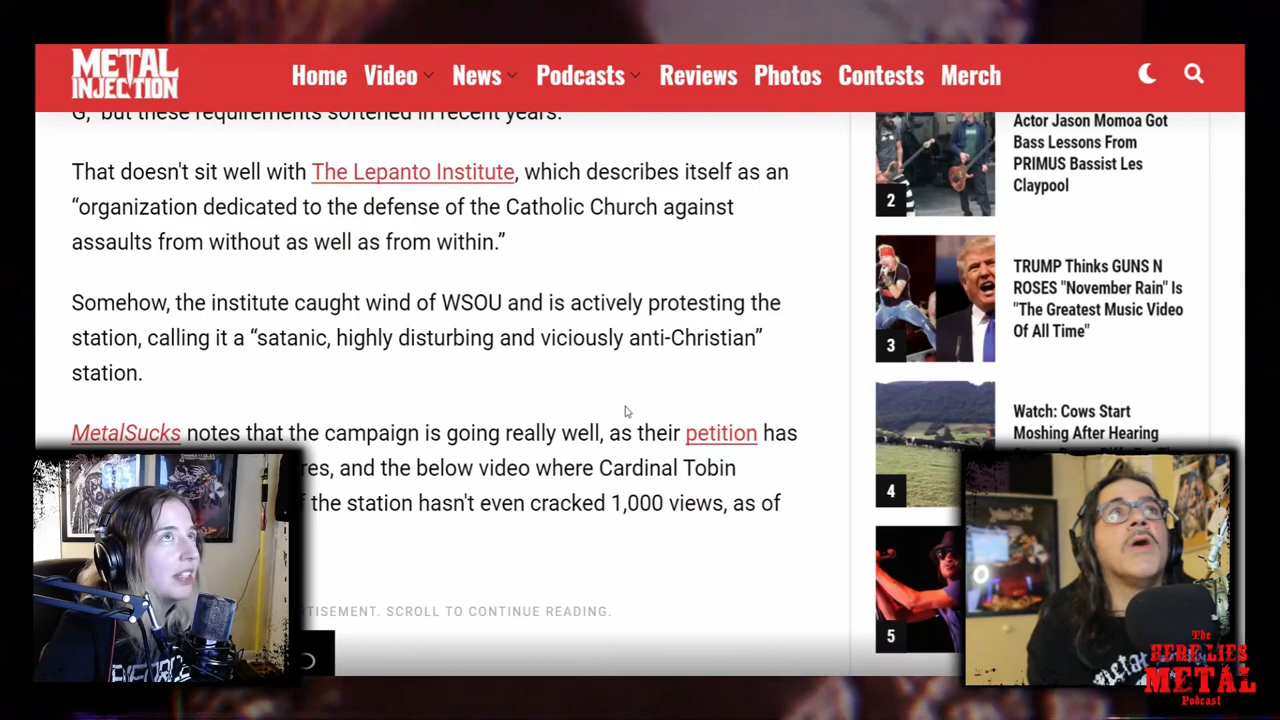 METAL
INJECTION
Home Video News Podcasts Reviews Photos Contests Merch
G," but these requirements softened in recent years.
That doesn't sit well with The Lepanto Institute, which describes itself as an
“organization dedicated to the defense of the Catholic Church against
assaults from without as well as from within.”
Somehow, the institute caught wind of WSOU and is actively protesting the
station, calling it a “satanic, highly disturbing and viciously anti-Christian”
station.
MetalSucks notes that the campaign is going really well, as their petition has
res, and the below video where Cardinal Tobin
f the station hasn't even cracked 1,000 views, as of
TISEMENT. SCROLL TO CONTINUE READING.
Actor Jason Momoa Got
Bass Lessons From
PRIMUS Bassist Les
Claypool
2
TRUMP Thinks GUNS N
ROSES "November Rain" Is
"The Greatest Music Video
Of All Time"
3
Watch: Cows Start
Moshing After Hearing
4
5
The
HERE LIES
METAL
Podcast